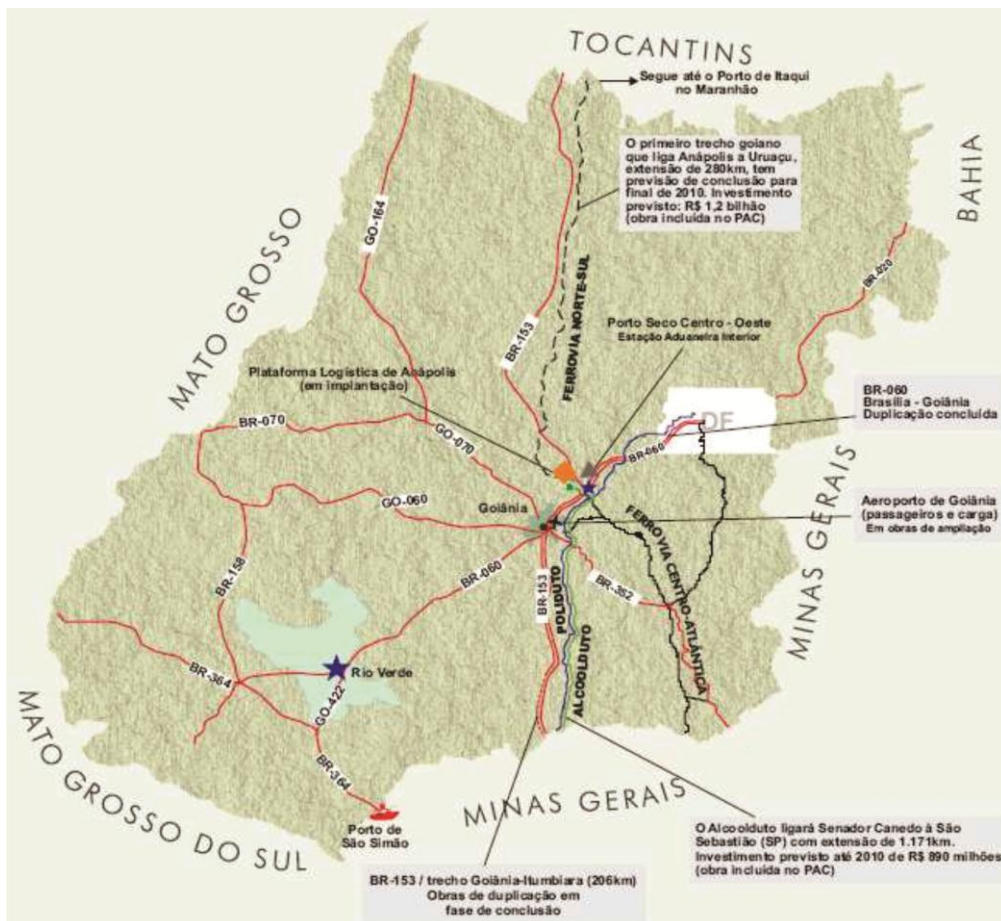 TOCANTINS
Segue até o Porto de Itaqui
no Maranhão
O primeiro trecho goiano
que liga Anápolis a Uruaçu,
extensão de 280km, tem
previsão de conclusão para
final de 2010. Investimento
previsto: R$ 1,2 bilhão
(obra incluída no PAC)
BAHIA
GO-164
MATO GROSSO
BR-020
BR-153
FERROVIA NORTE-SUL
Porto Seco Centro - Oeste
Estação Aduaneira Interior
Plataforma Logística de Anápolis
(em implantação)
BR-060
Brasília - Goiânia
Duplicação concluída
DF
BR-070
GO-070
BR-060
MINAS GERAIS
GO-060
Goiânia
Aeroporto de Goiânia
(passageiros e carga)
Em obras de ampliação
FERROVIA CENTRO-ATLÂNTICA
BR-158
BR-060
BR-153
POLIDUTO
BR-352
ALCOOLDUTO
BR-364
Rio Verde
GO-422
BR-364
MATO GROSSO DO SUL
Porto de
São Simão
MINAS GERAIS
O Alcoolduto ligará Senador Canedo à São
Sebastião (SP) com extensão de 1.171km.
Investimento previsto até 2010 de R$ 890 milhões
(obra incluída no PAC)
BR-153 / trecho Goiânia-Itumbiara (206km)
Obras de duplicação em
fase de conclusão